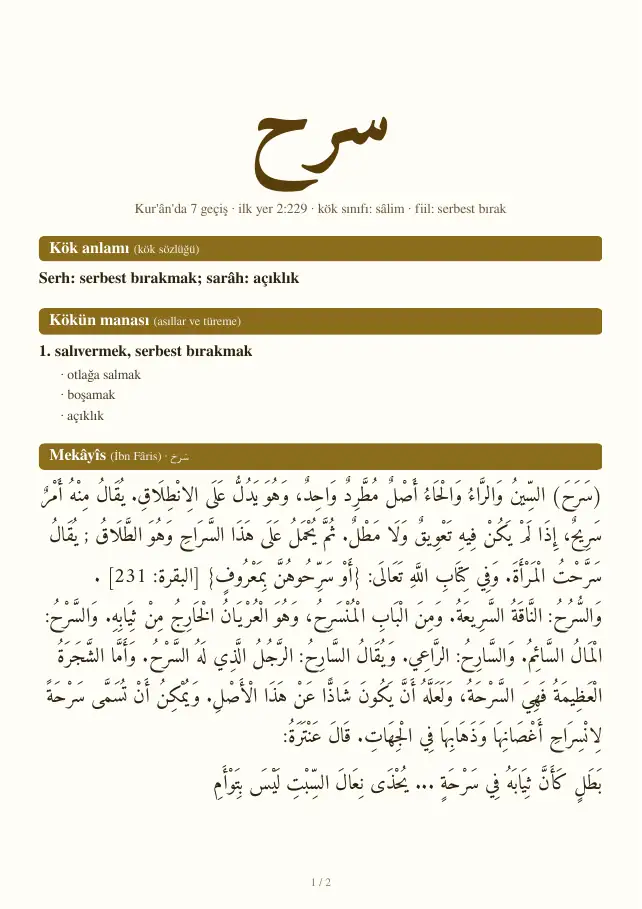 سرح
Kur'ân'da 7 geçiş · ilk yer 2:229 · kök sınıfı: sâlim · fiil: serbest bırak
Kök anlamı (kök sözlüğü)
Serh: serbest bırakmak; sarâh: açıklık
Kökün manası (asıllar ve türeme)
1. salıvermek, serbest bırakmak
· otlağa salmak
· boşamak
· açıklık
Mekâyîs (İbn Fâris) · سَرَحَ
(سَرَحَ) السِّينُ وَالرَّاءُ وَالْحَاءُ أَصْلٌ مُطَّرِدٌ وَاحِدٌ، وَهُوَ يَدُلُّ عَلَى الِانْطِلَاقِ. يُقَالُ مِنْهُ أَمْرٌ
سَرِيحٌ، إِذَا لَمْ يَكُنْ فِيهِ تَعْوِيقٌ وَلَا مَطْلٌ. ثُمَّ يُحْمَلُ عَلَى هَذَا السَّرَاحِ وَهُوَ الطَّلَاقُ ; يُقَالُ
سَرَّحْتُ الْمَرْأَةَ. وَفِي كِتَابِ اللَّهِ تَعَالَى: {أَوْ سَرِّحُوهُنَّ بِمَعْرُوفٍ} [البقرة: 231] .
وَالسُّرُحُ: النَّاقَةُ السَّرِيعَةُ. وَمِنَ الْبَابِ الْمُنْسَرِحُ، وَهُوَ الْعُرْيَانُ الْخَارِجُ مِنْ ثِيَابِهِ. وَالسَّرْحُ:
الْمَالُ السَّائِمُ. وَالسَّارِحُ: الرَّاعِي. وَيُقَالُ السَّارِحُ: الرَّجُلُ الَّذِي لَهُ السَّرْحُ. وَأَمَّا الشَّجَرَةُ
الْعَظِيمَةُ فَهِيَ السَّرْحَةُ، وَلَعَلَّهُ أَنْ يَكُونَ شَاذًّا عَنْ هَذَا الْأَصْلِ. وَيُمْكِنُ أَنْ تُسَمَّى سَرْحَةً
لِانْسِرَاحِ أَغْصَانِهَا وَذَهَابِهَا فِي الْجِهَاتِ. قَالَ عَنْتَرَةُ:
بَطَلٍ كَأَنَّ ثِيَابَهُ فِي سَرْحَةٍ ... يُحْذَى نِعَالَ السِّبْتِ لَيْسَ بِتَوْأَمِ
1 / 2